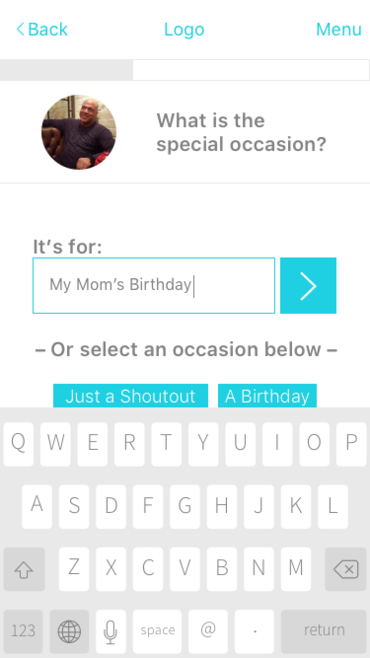 Back Logo Menu
What is the
special occasion?
It's for:
My Mom's Birthday
– Or select an occasion below –
Just a Shoutout A Birthday
Q W E R T Y U I O P
A S D F G H J K L
Z X C V B N M
123 space @ . return